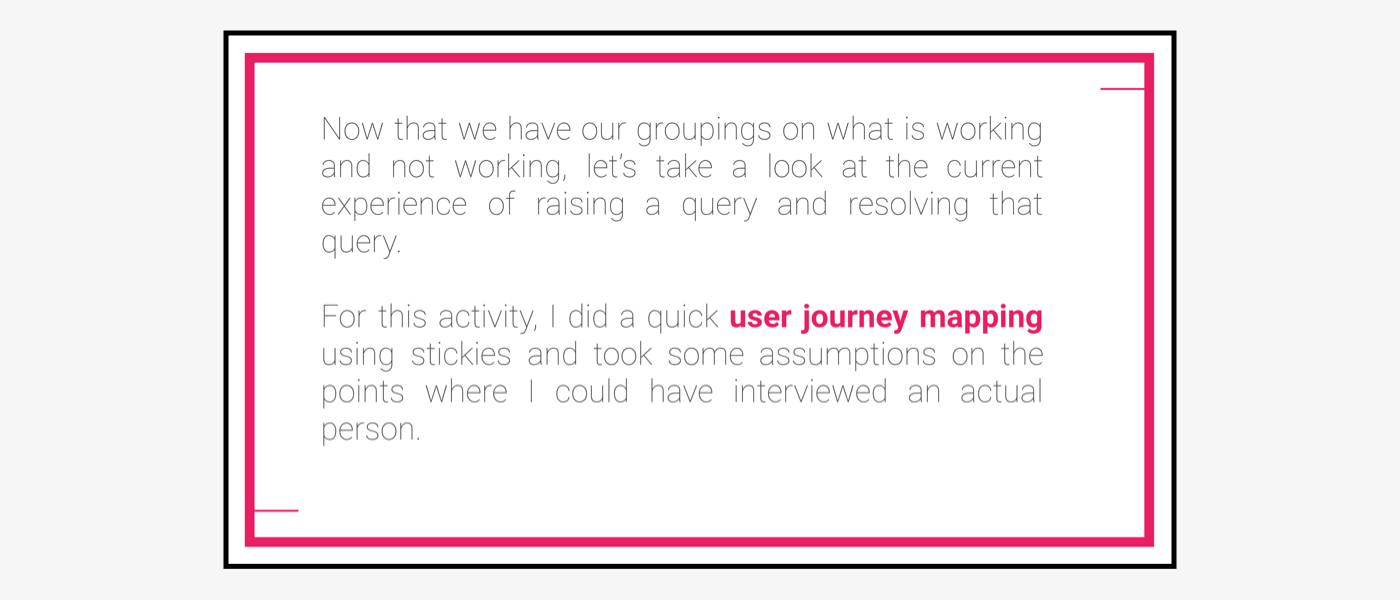 Now that we have our groupings on what is working
and not working, let’s take a look at the current
experience of raising a query and resolving that
query.
For this activity, I did a quick user journey mapping
using stickies and took some assumptions on the
points where I could have interviewed an actual
person.